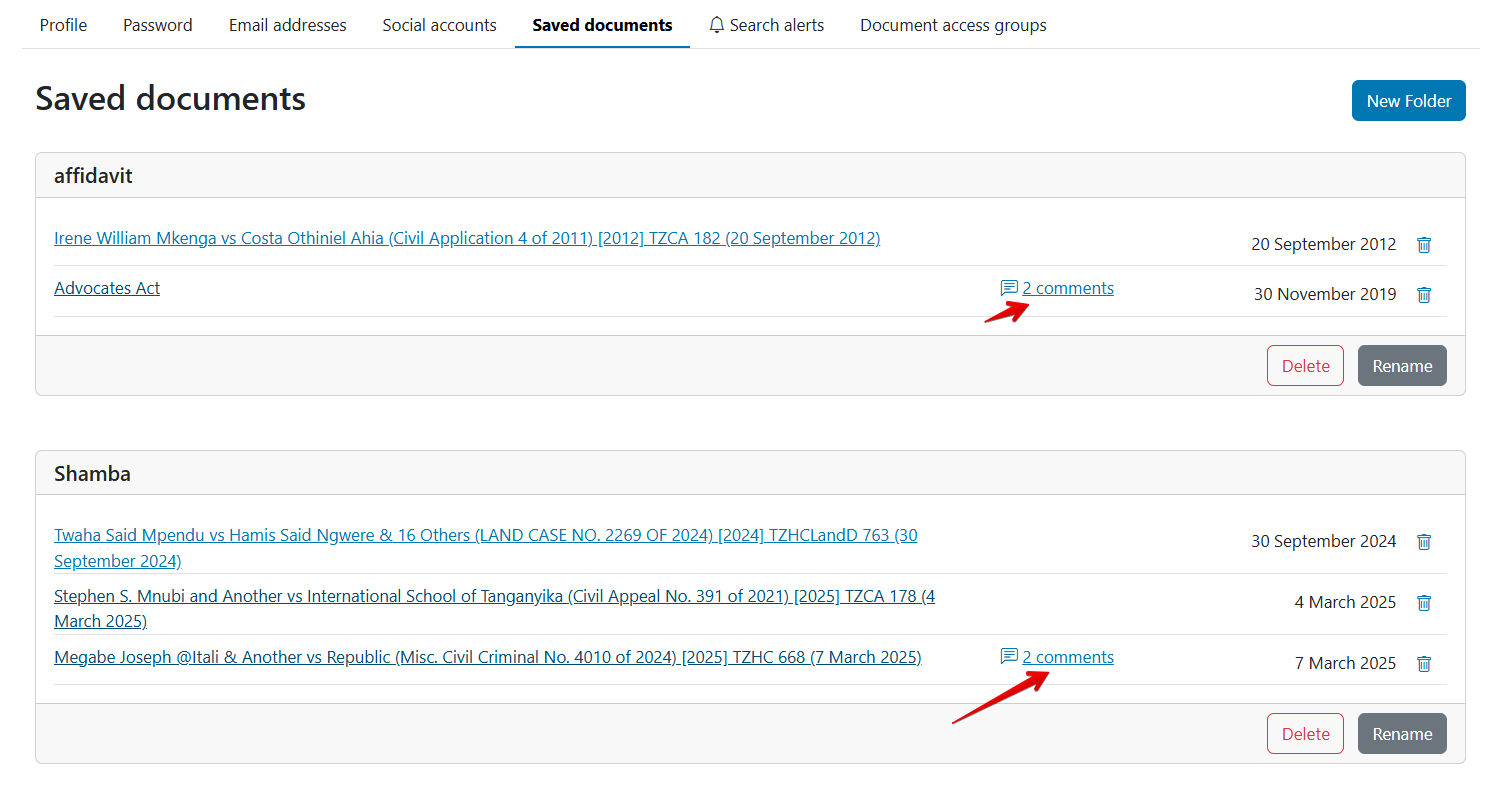 Profile Password Email addresses Social accounts Saved documents Search alerts Document access groups
Saved documents
New Folder
affidavit
Irene William Mkenga vs Costa Othiniel Ahia (Civil Application 4 of 2011) [2012] TZCA 182 (20 September 2012)
20 September 2012
Advocates Act
2 comments
30 November 2019
Delete
Rename
Shamba
Twaha Said Mpendu vs Hamis Said Ngwere & 16 Others (LAND CASE NO. 2269 OF 2024) [2024] TZHCLandD 763 (30
September 2024)
30 September 2024
Stephen S. Mnubi and Another vs International School of Tanganyika (Civil Appeal No. 391 of 2021) [2025] TZCA 178 (4
March 2025)
4 March 2025
Megabe Joseph @Itali & Another vs Republic (Misc. Civil Criminal No. 4010 of 2024) [2025] TZHC 668 (7 March 2025)
2 comments
7 March 2025
Delete
Rename